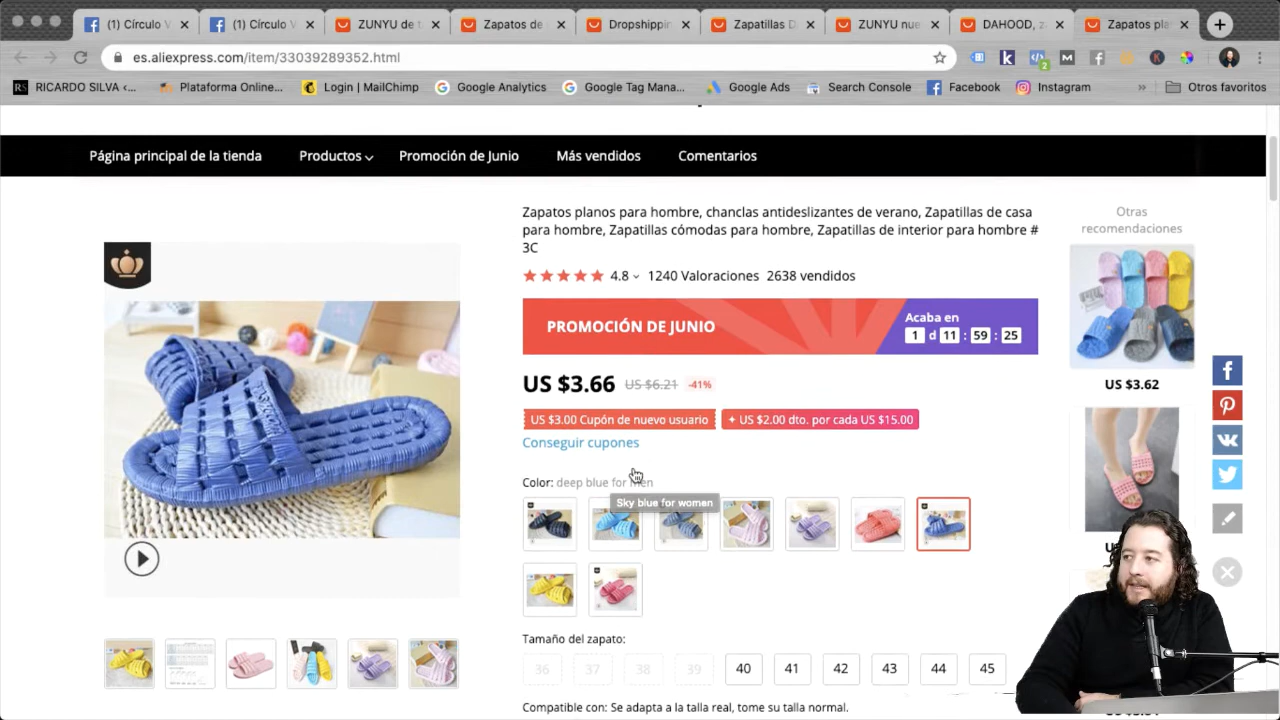 (1) Círculo V
(1) Círculo V
ZUNYU de t
Zapatos de
Dropshippin
Zapatillas D
ZUNYU nue
DAHOOD, z
Zapatos pla
es.aliexpress.com/item/33039289352.html
RICARDO SILVA <...
Plataforma Online...
Login | MailChimp
Google Analytics
Google Tag Mana...
Google Ads
Search Console
Facebook
Instagram
»
Otros favoritos
Página principal de la tienda
Productos
Promoción de Junio
Más vendidos
Comentarios
Zapatos planos para hombre, chanclas antideslizantes de verano, Zapatillas de casa
para hombre, Zapatillas cómodas para hombre, Zapatillas de interior para hombre #
3C
4.8
1240 Valoraciones
2638 vendidos
PROMOCIÓN DE JUNIO
Acaba en
1 d 11 : 59 : 25
US $3.66
US $6.21
-41%
US $3.00 Cupón de nuevo usuario
+ US $2.00 dto. por cada US $15.00
Conseguir cupones
Color: deep blue for men
Sky blue for women
Tamaño del zapato:
36
37
38
39
40
41
42
43
44
45
Compatible con: Se adapta a la talla real, tome su talla normal.
Otras
recomendaciones
US $3.62